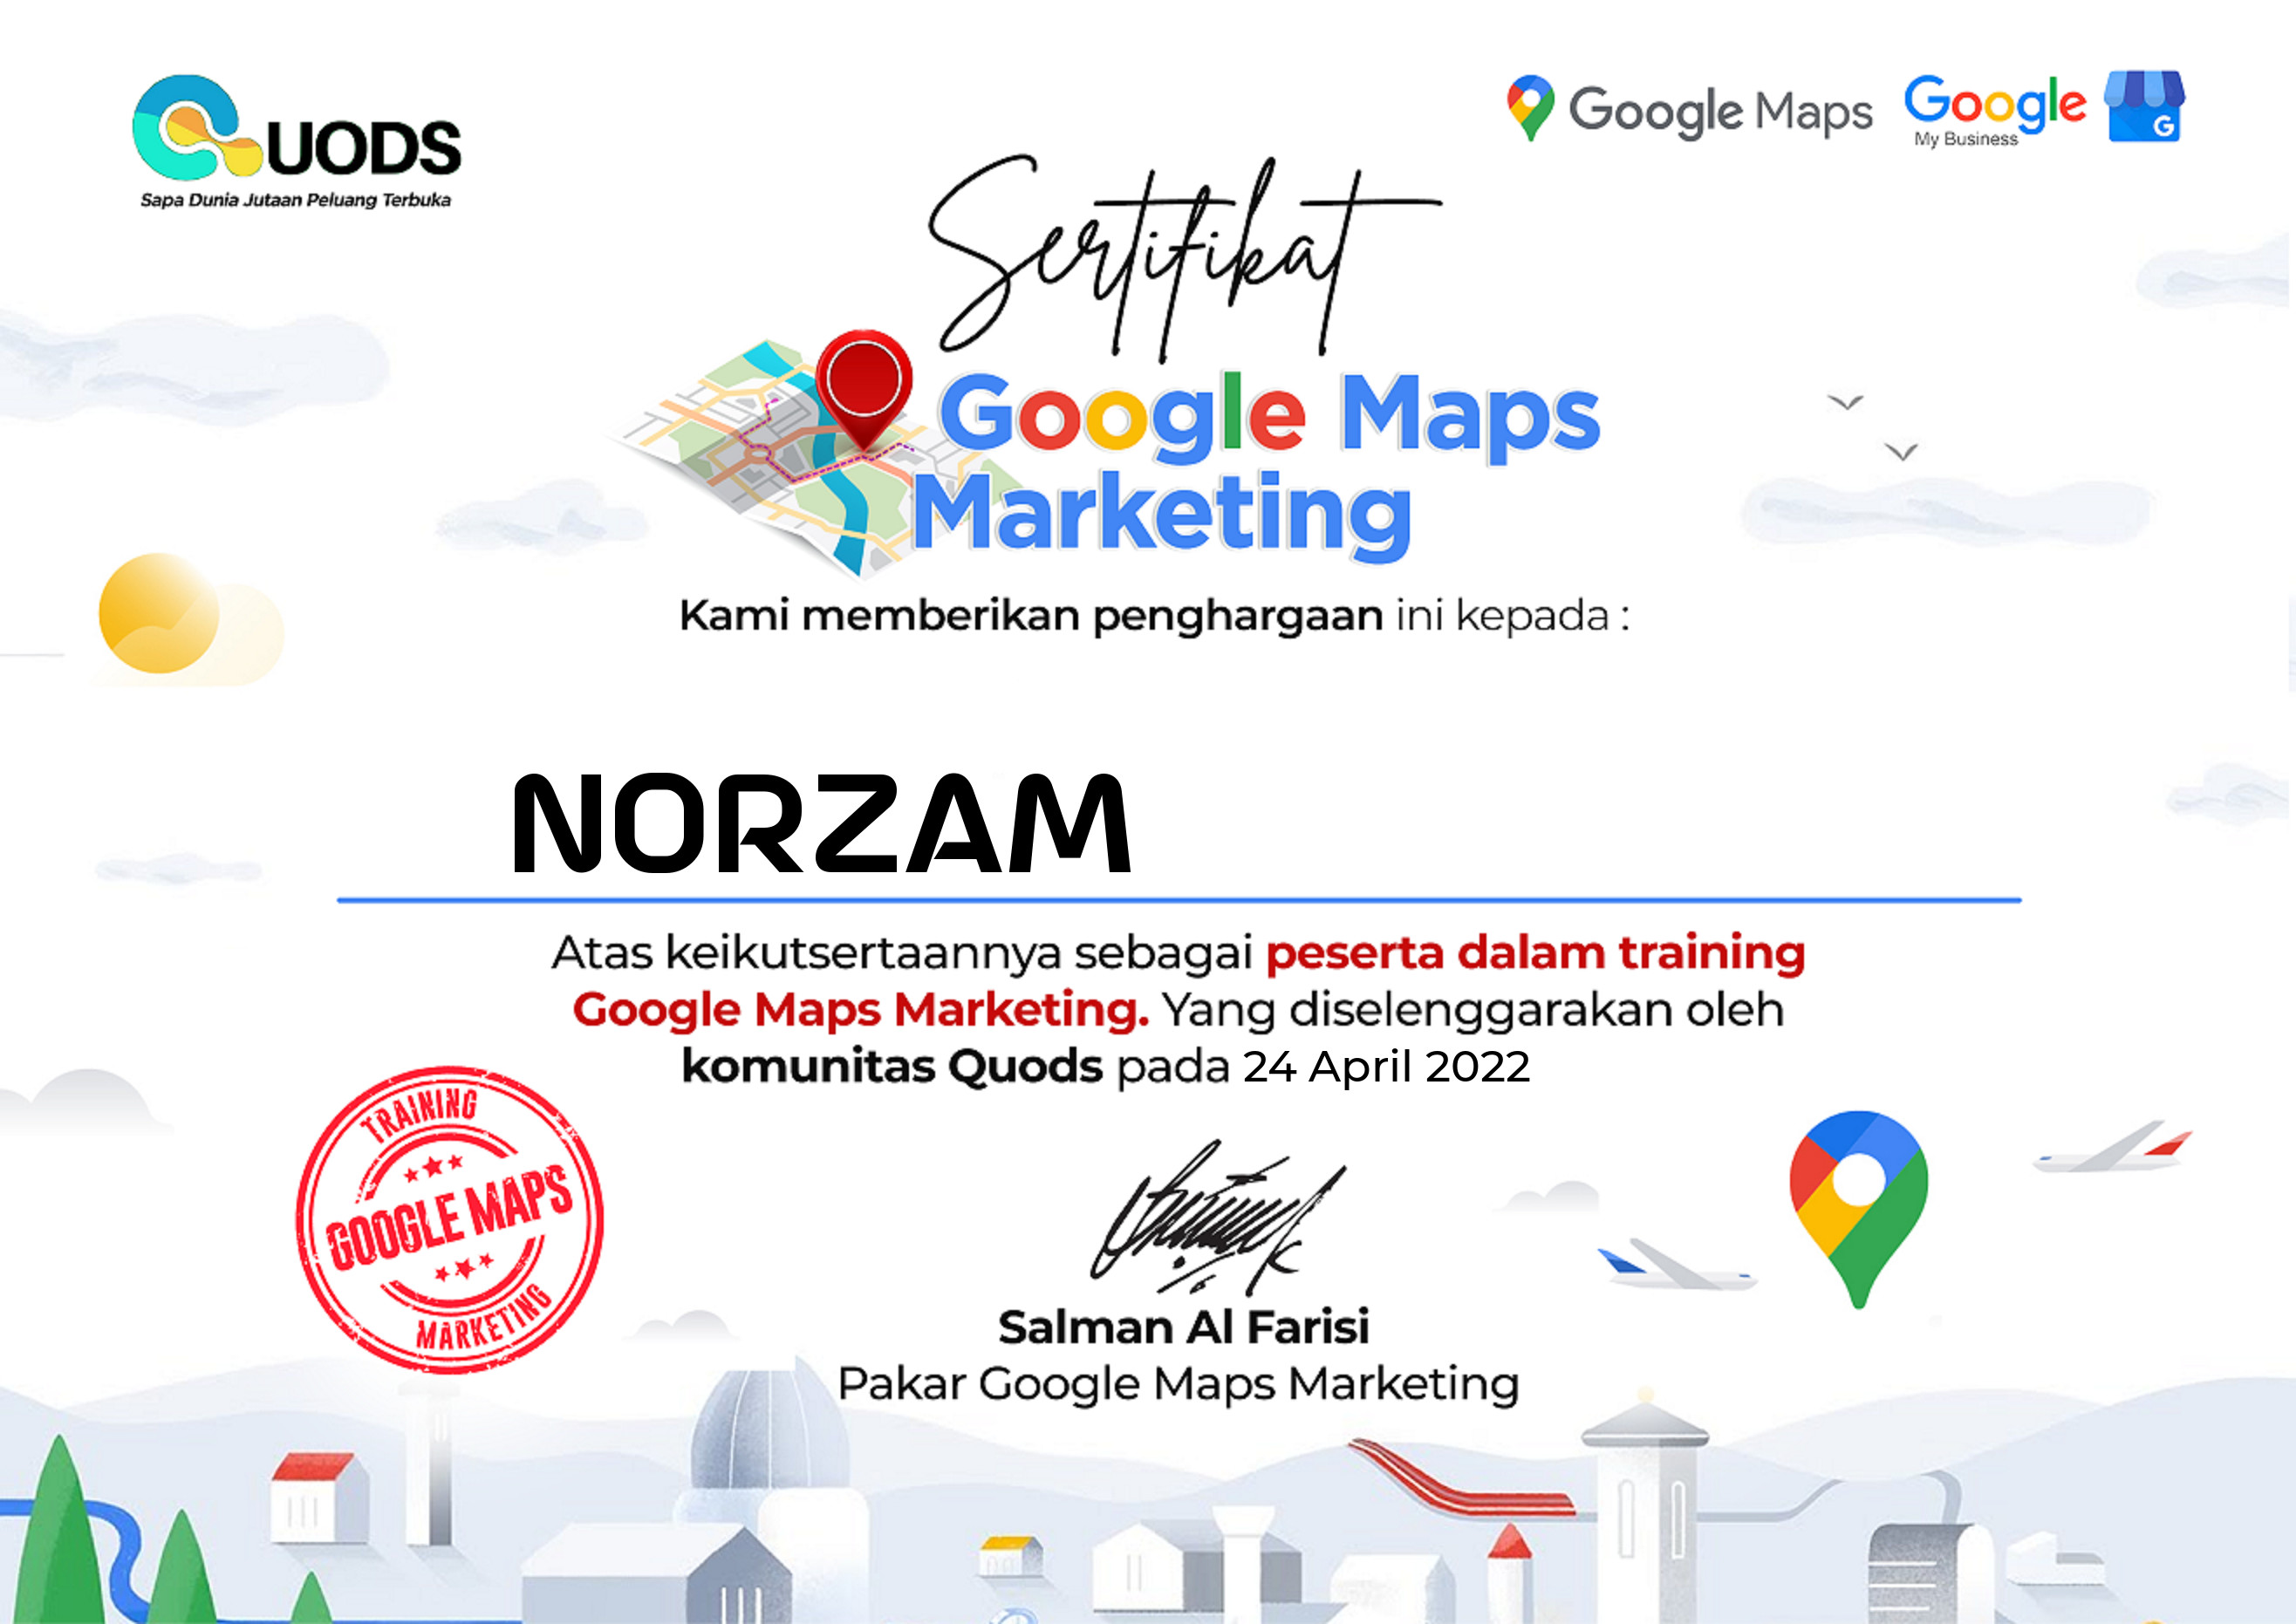 QUODS
Sapa Dunia Jutaan Peluang Terbuka
Google Maps
Google
My Business
G
Sertifikat
Google Maps
Marketing
Kami memberikan penghargaan ini kepada :
NORZAM
Atas keikutsertaannya sebagai peserta dalam training
Google Maps Marketing. Yang diselenggarakan oleh
komunitas Quods pada 24 April 2022
TRAINING
GOOGLE MAPS
MARKETING
Salman Al Farisi
Pakar Google Maps Marketing